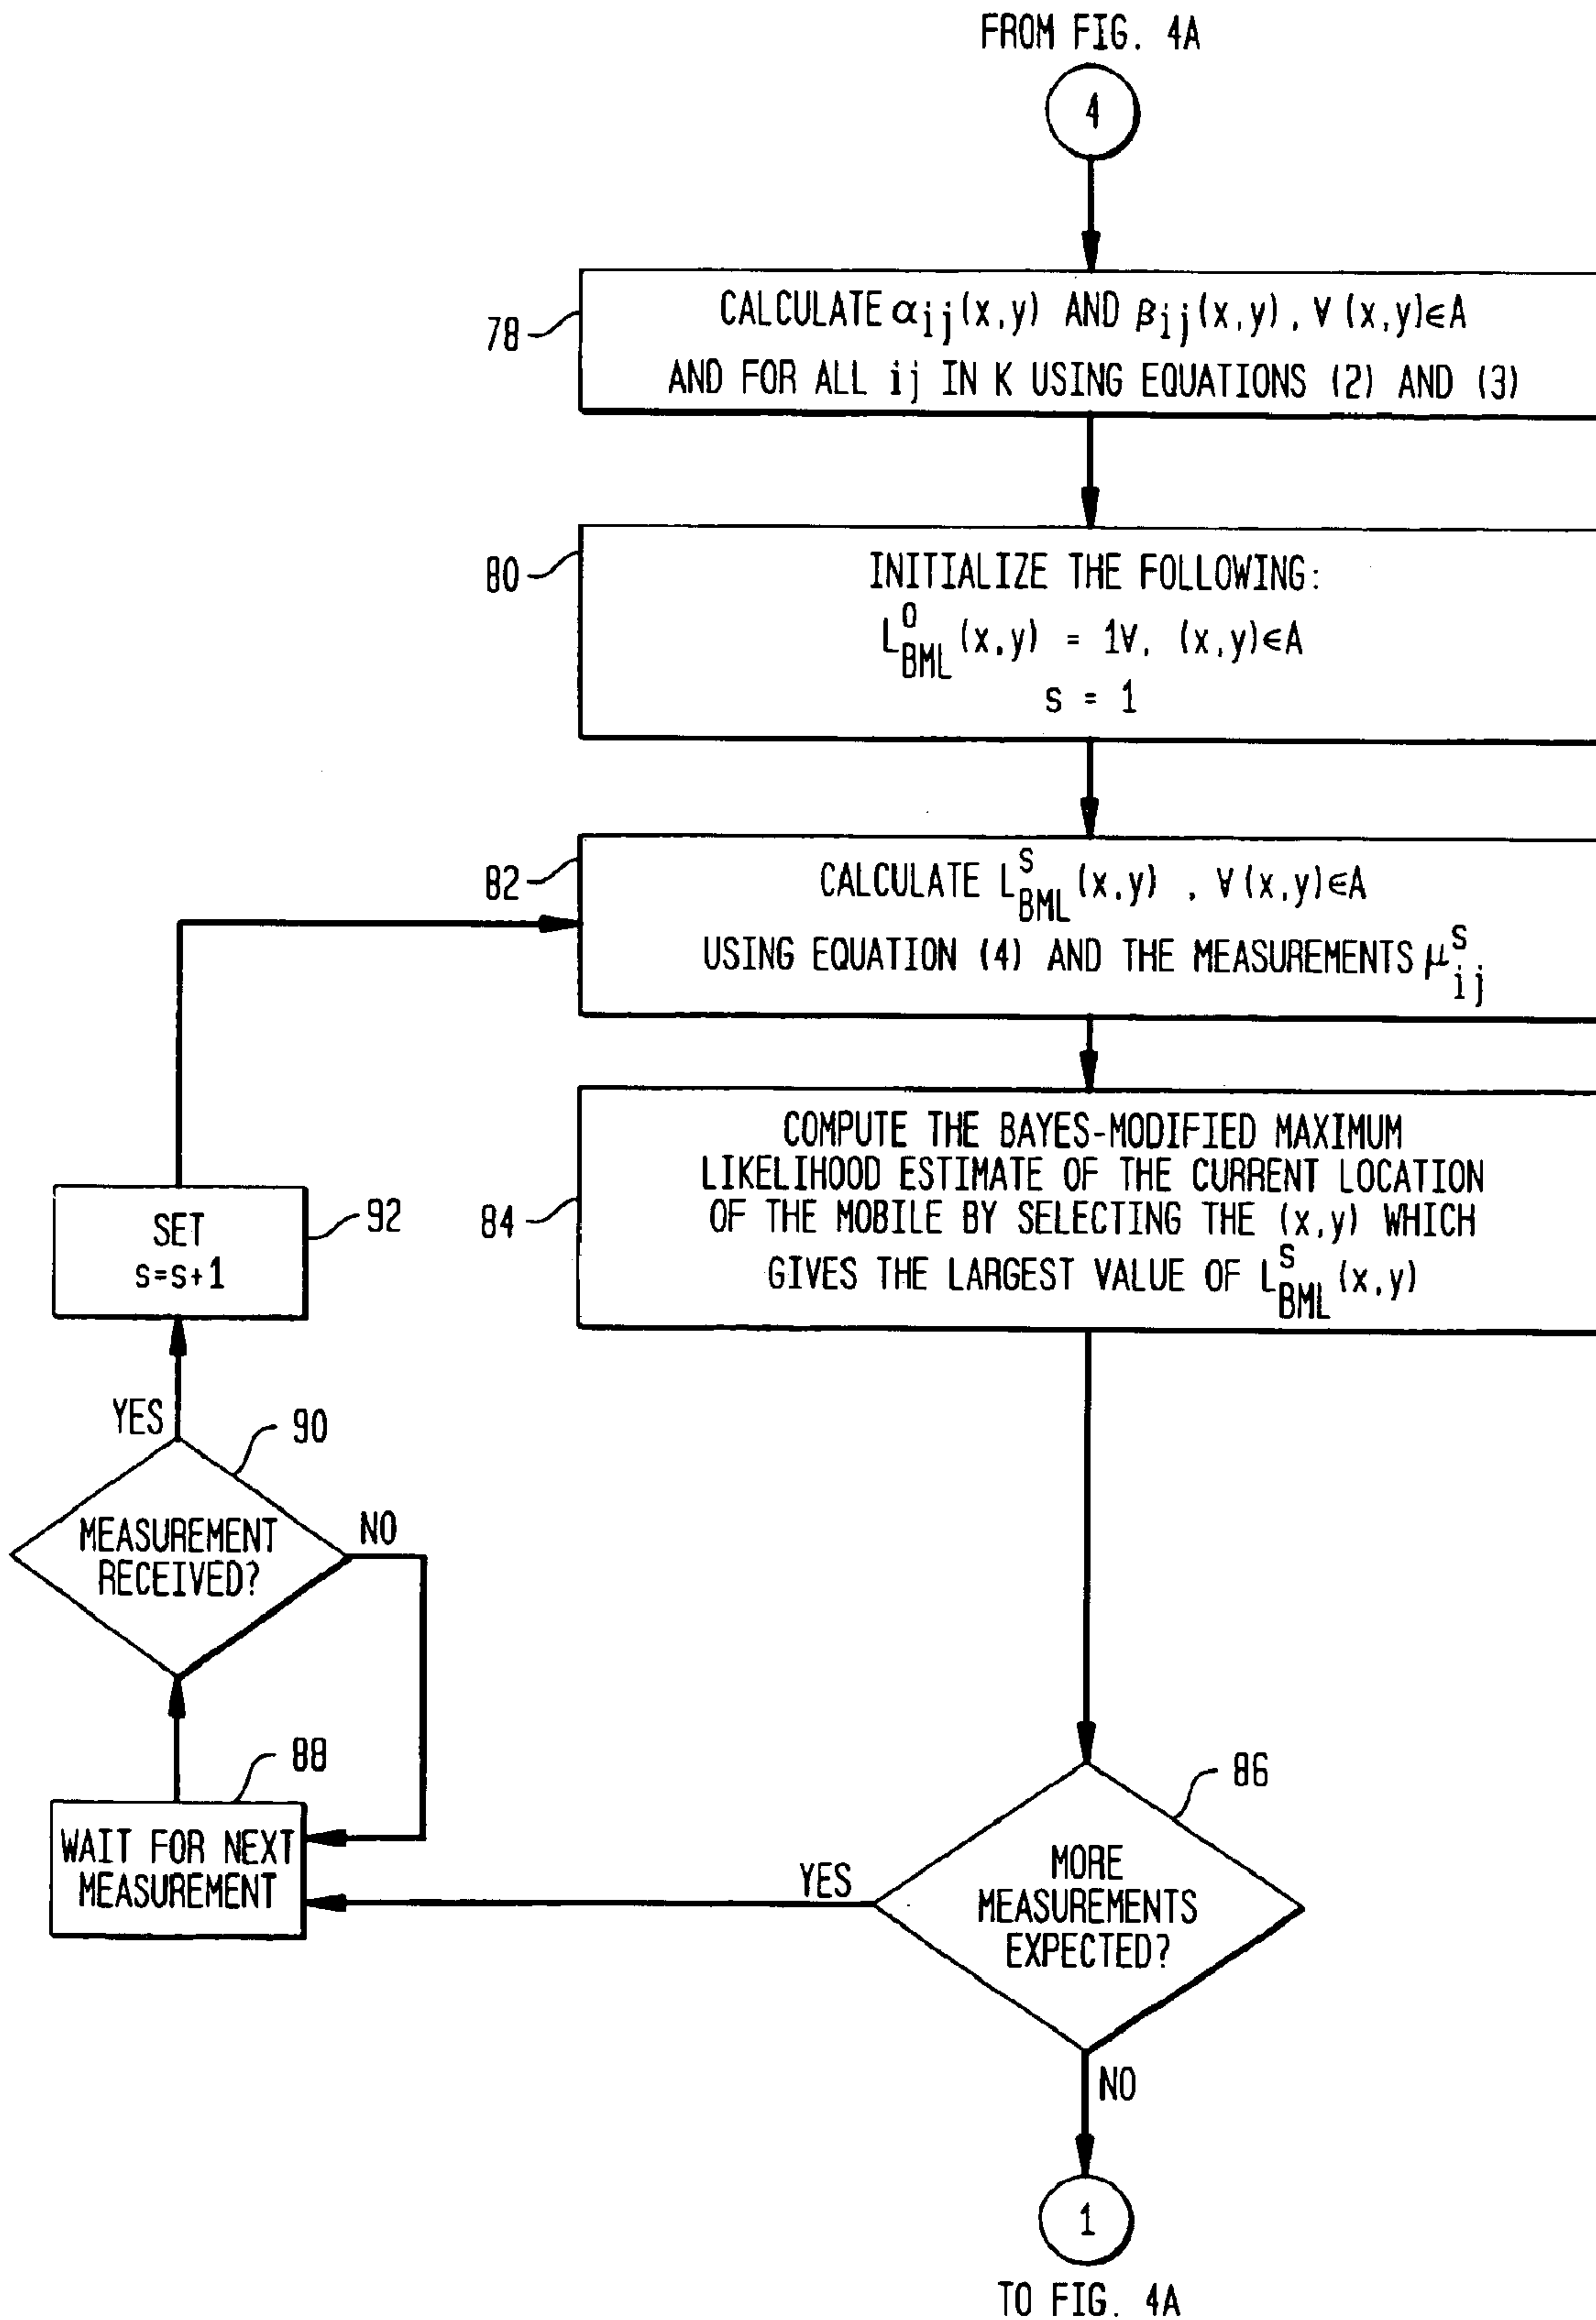 FROM FIG. 4A
4
78
CALCULATE αij(x,y) AND βij(x,y), ∀ (x,y)∈A
AND FOR ALL ij IN K USING EQUATIONS (2) AND (3)
80
INITIALIZE THE FOLLOWING:
L^0_BML (x,y) = 1∀, (x,y)∈A
s = 1
82
CALCULATE L^S_BML (x,y) , ∀(x,y)∈A
USING EQUATION (4) AND THE MEASUREMENTS μ^S_ij
84
COMPUTE THE BAYES-MODIFIED MAXIMUM
LIKELIHOOD ESTIMATE OF THE CURRENT LOCATION
OF THE MOBILE BY SELECTING THE (x,y) WHICH
GIVES THE LARGEST VALUE OF L^S_BML (x,y)
SET
s=s+1
92
YES
90
MEASUREMENT
RECEIVED?
NO
88
WAIT FOR NEXT
MEASUREMENT
YES
86
MORE
MEASUREMENTS
EXPECTED?
NO
1
TO FIG. 4A